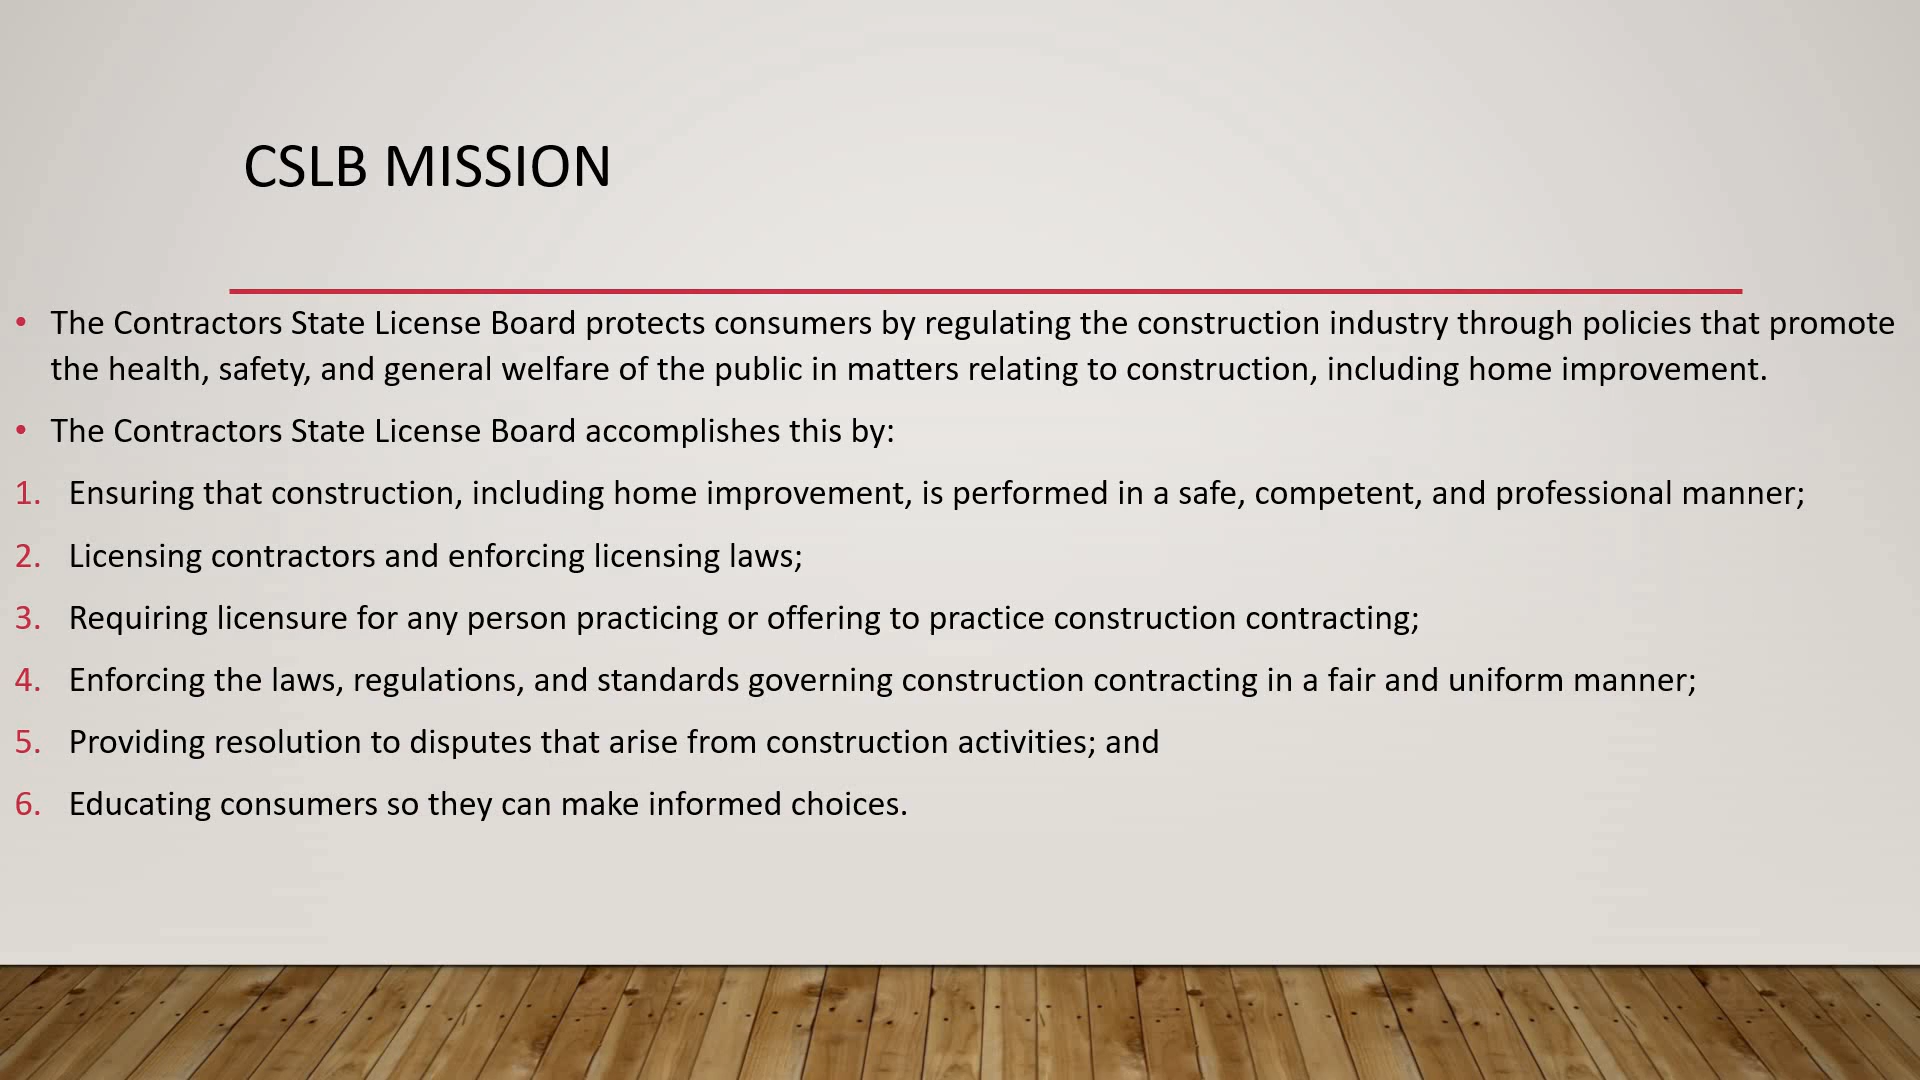 CSLB MISSION
• The Contractors State License Board protects consumers by regulating the construction industry through policies that promote
the health, safety, and general welfare of the public in matters relating to construction, including home improvement.
• The Contractors State License Board accomplishes this by:
1. Ensuring that construction, including home improvement, is performed in a safe, competent, and professional manner;
2. Licensing contractors and enforcing licensing laws;
3. Requiring licensure for any person practicing or offering to practice construction contracting;
4. Enforcing the laws, regulations, and standards governing construction contracting in a fair and uniform manner;
5. Providing resolution to disputes that arise from construction activities; and
6. Educating consumers so they can make informed choices.